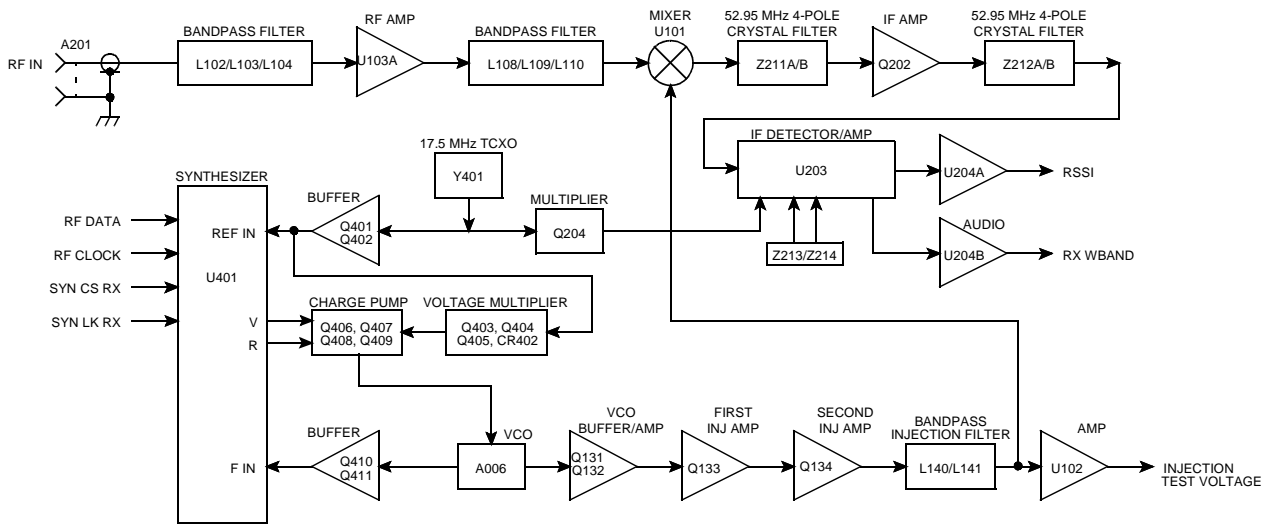 RF IN
A201
BANDPASS FILTER
L102/L103/L104
RF AMP
U103A
BANDPASS FILTER
L108/L109/L110
MIXER
U101
52.95 MHz 4-POLE
CRYSTAL FILTER
Z211A/B
IF AMP
Q202
52.95 MHz 4-POLE
CRYSTAL FILTER
Z212A/B
IF DETECTOR/AMP
U203
U204A
RSSI
17.5 MHz TCXO
Y401
SYNTHESIZER
BUFFER
Q401
Q402
MULTIPLIER
Q204
Z213/Z214
AUDIO
U204B
RX WBAND
RF DATA
RF CLOCK
SYN CS RX
SYN LK RX
REF IN
U401
V
R
CHARGE PUMP
Q406, Q407
Q408, Q409
VOLTAGE MULTIPLIER
Q403, Q404
Q405, CR402
F IN
BUFFER
Q410
Q411
VCO
A006
VCO
BUFFER/AMP
Q131
Q132
FIRST
INJ AMP
Q133
SECOND
INJ AMP
Q134
BANDPASS
INJECTION FILTER
L140/L141
AMP
U102
INJECTION
TEST VOLTAGE